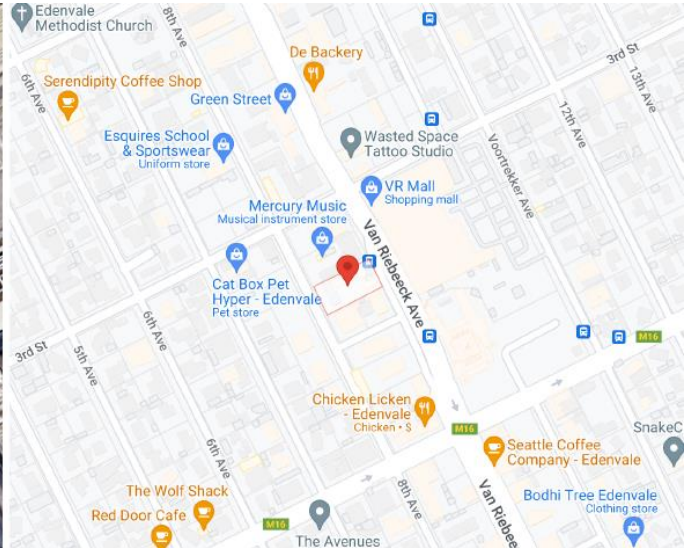 Edenvale
Methodist Church
8th Ave
6th Ave
De Backery
3rd St
13th Ave
Serendipity Coffee Shop
Green Street
12th Ave
Esquires School
& Sportswear
Uniform store
Wasted Space
Tattoo Studio
Voortrekker Ave
VR Mall
Shopping mall
Mercury Music
Musical instrument store
Van Riebeeck Ave
Cat Box Pet
Hyper - Edenvale
Pet store
3rd St
5th Ave
6th Ave
M16
Chicken Licken
- Edenvale
Chicken • $
M16
SnakeC
Seattle Coffee
Company - Edenvale
6th Ave
The Wolf Shack
Red Door Cafe
M16
8th Ave
Van Riebee
Bodhi Tree Edenvale
Clothing store
The Avenues